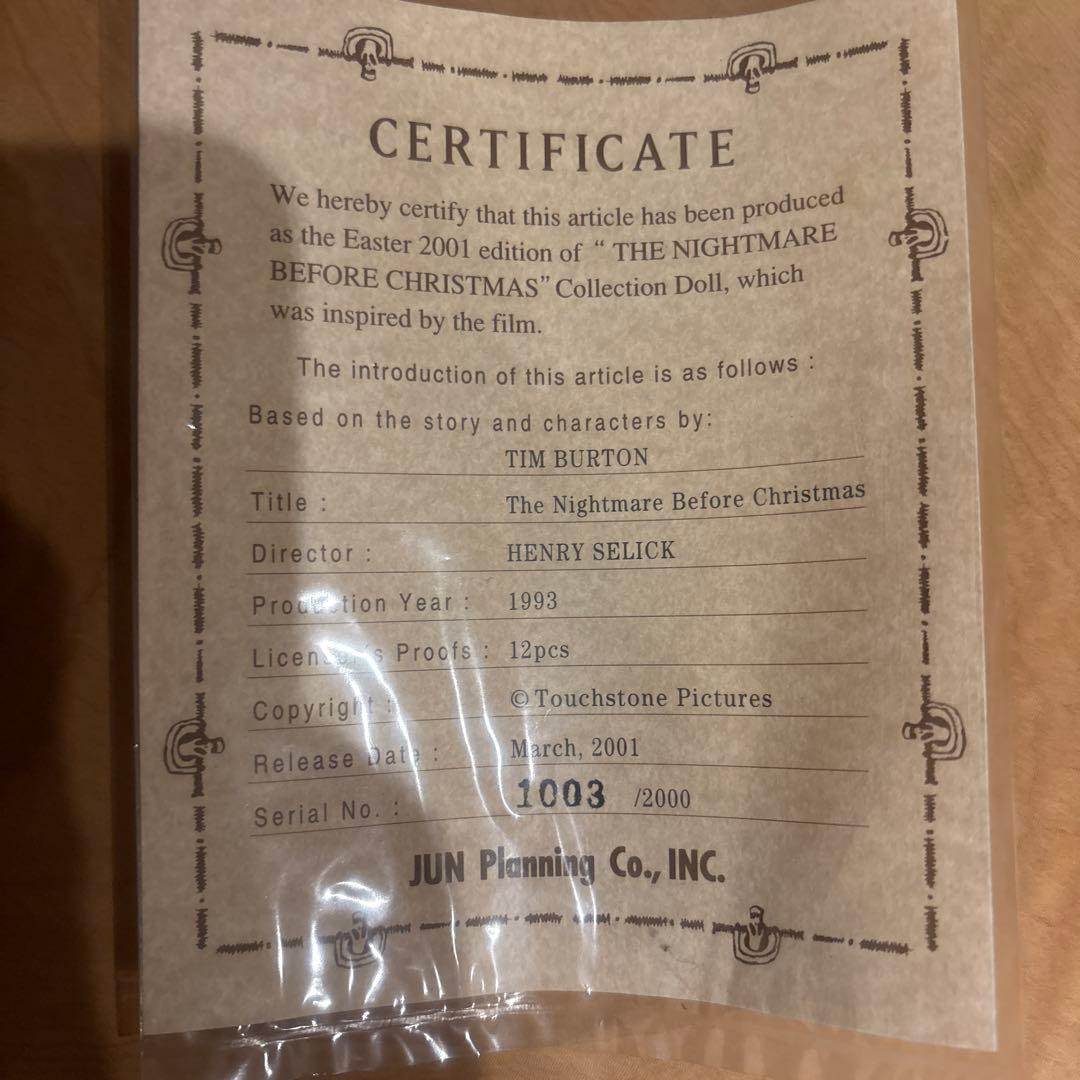 CERTIFICATE
We hereby certify that this article has been produced
as the Easter 2001 edition of “ THE NIGHTMARE
BEFORE CHRISTMAS” Collection Doll, which
was inspired by the film.
The introduction of this article is as follows :
Based on the story and characters by:
TIM BURTON
Title : The Nightmare Before Christmas
Director : HENRY SELICK
Production Year : 1993
Licensor's Proofs : 12pcs
Copyright : © Touchstone Pictures
Release Date : March, 2001
Serial No. : 1003 /2000
JUN Planning Co., INC.